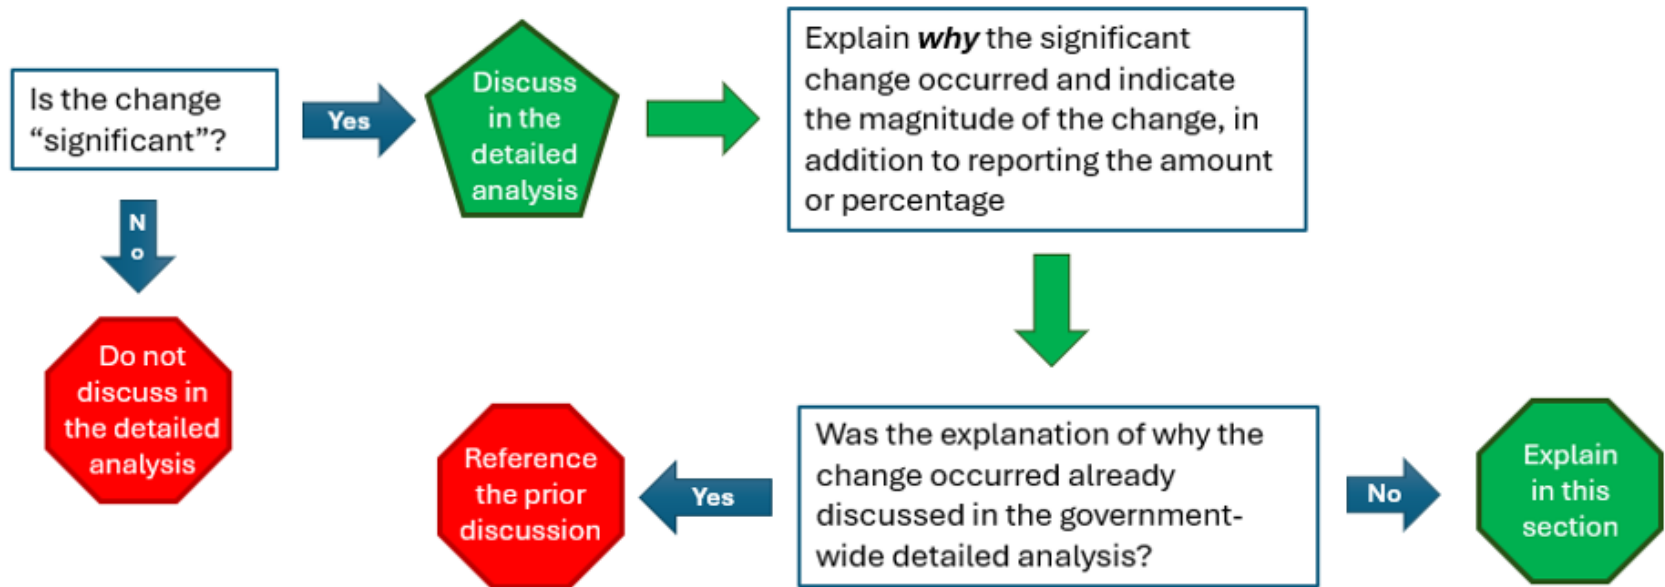 Is the change
“significant”?
Yes
Discuss
in the
detailed
analysis
Explain why the significant
change occurred and indicate
the magnitude of the change, in
addition to reporting the amount
or percentage
N
o
Do not
discuss in
the detailed
analysis
Reference
the prior
discussion
Yes
Was the explanation of why the
change occurred already
discussed in the government-
wide detailed analysis?
No
Explain
in this
section